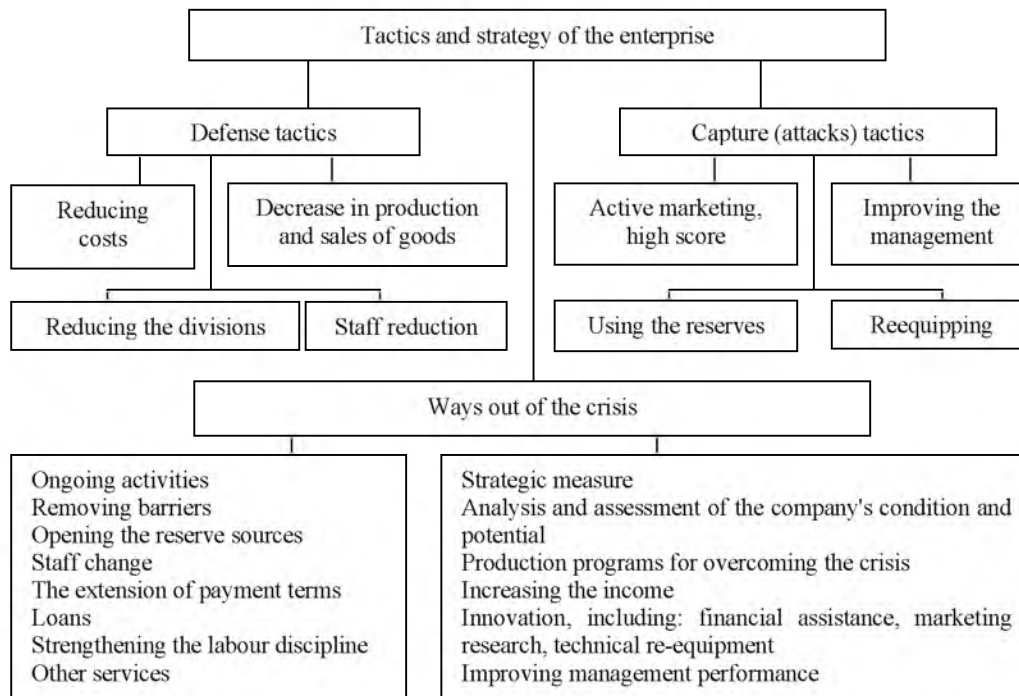 Tactics and strategy of the enterprise
Defense tactics
Capture (attacks) tactics
Reducing
costs
Decrease in production
and sales of goods
Active marketing,
high score
Improving the
management
Reducing the divisions
Staff reduction
Using the reserves
Reequipping
Ways out of the crisis
Ongoing activities
Removing barriers
Opening the reserve sources
Staff change
The extension of payment terms
Loans
Strengthening the labour discipline
Other services
Strategic measure
Analysis and assessment of the company's condition and
potential
Production programs for overcoming the crisis
Increasing the income
Innovation, including: financial assistance, marketing
research, technical re-equipment
Improving management performance